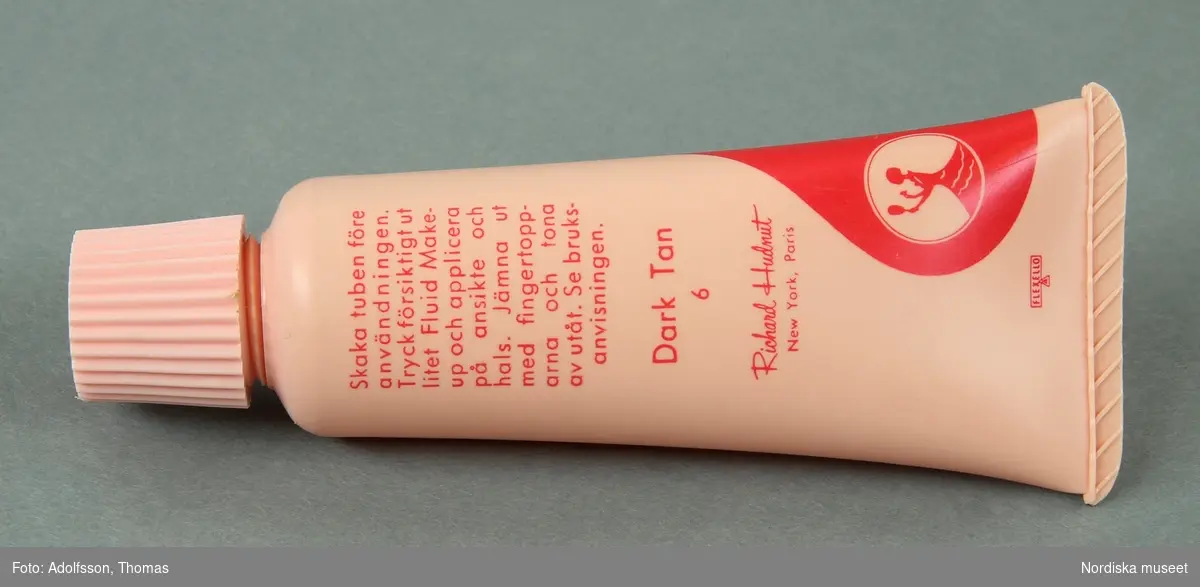 Skaka tuben före
användningen.
Tryck försiktigt ut
litet Fluid Make-
up och applicera
på ansikte och
hals. Jämna ut
med fingertopp-
arna och tona
av utåt. Se bruks-
anvisningen.
Dark Tan
6
Richard Hudnut
New York, Paris
FLEXELLO
Foto: Adolfsson, Thomas
Nordiska museet